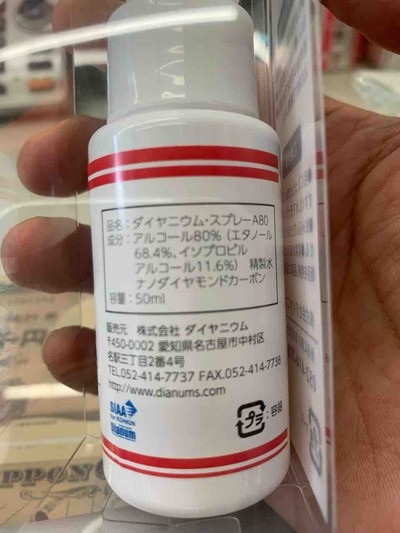 品名：ダイヤニウム・スプレーA80
成分：アルコール80%（エタノール
68.4%、イソプロピル
アルコール11.6%） 精製水
ナノダイヤモンドカーボン
容量：50ml
販売元 株式会社 ダイヤニウム
〒450-0002 愛知県名古屋市中村区
名駅三丁目2番4号
TEL.052-414-7737 FAX.052-414-7738
www.dianums.com
SIAA
for KOHKIN
Dianum
プラ
：容器